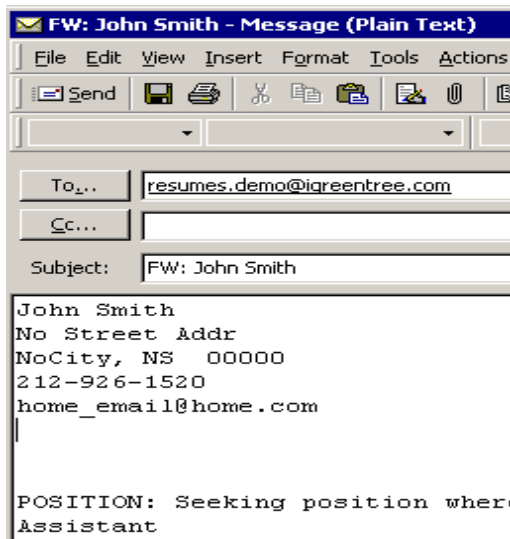 FW: John Smith - Message (Plain Text)
File Edit View Insert Format Tools Actions
Send
To...
resumes.demo@igreentree.com
Cc...
Subject: FW: John Smith
John Smith
No Street Addr
NoCity, NS 00000
212-926-1520
home_email@home.com
POSITION: Seeking position where
Assistant